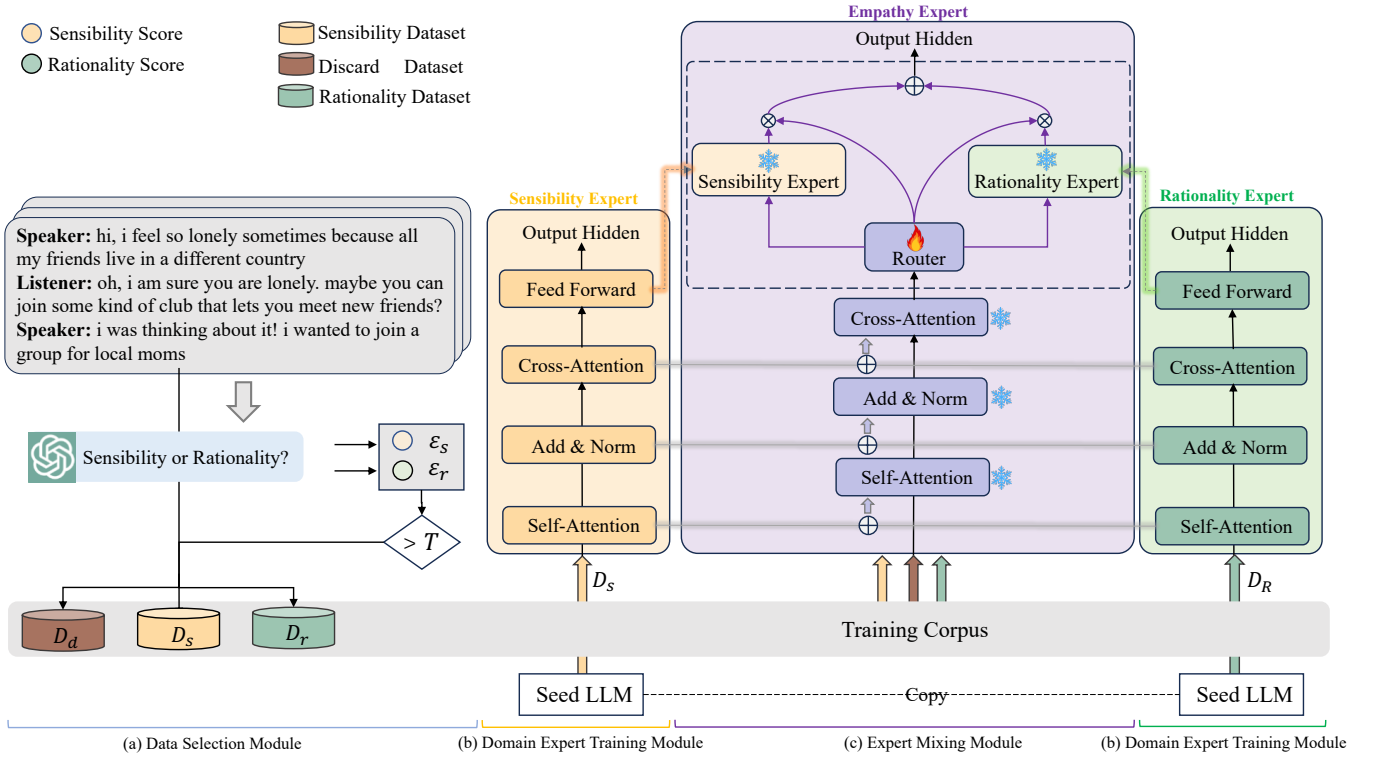 Sensibility Score
Rationality Score
Sensibility Dataset
Discard Dataset
Rationality Dataset
Speaker: hi, i feel so lonely sometimes because all
my friends live in a different country
Listener: oh, i am sure you are lonely. maybe you can
join some kind of club that lets you meet new friends?
Speaker: i was thinking about it! i wanted to join a
group for local moms
Sensibility or Rationality?
ε_s
ε_r
> T
D_d
D_s
D_r
Sensibility Expert
Output Hidden
Feed Forward
Cross-Attention
Add & Norm
Self-Attention
D_s
Empathy Expert
Output Hidden
Sensibility Expert
Rationality Expert
Router
Cross-Attention
Add & Norm
Self-Attention
Rationality Expert
Output Hidden
Feed Forward
Cross-Attention
Add & Norm
Self-Attention
D_R
Training Corpus
Seed LLM
Copy
Seed LLM
(a) Data Selection Module
(b) Domain Expert Training Module
(c) Expert Mixing Module
(b) Domain Expert Training Module